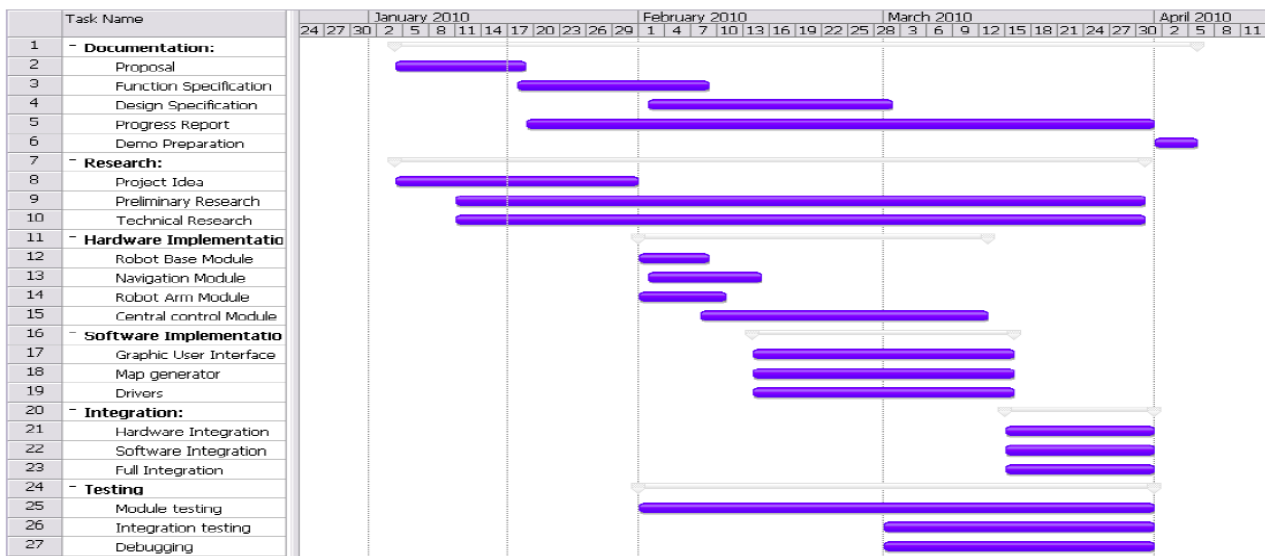 Task Name
January 2010 February 2010 March 2010 April 2010
24 27 30 2 5 8 11 14 17 20 23 26 29 1 4 7 10 13 16 19 22 25 28 3 6 9 12 15 18 21 24 27 30 2 5 8 11
1 - Documentation:
2 Proposal
3 Function Specification
4 Design Specification
5 Progress Report
6 Demo Preparation
7 - Research:
8 Project Idea
9 Preliminary Research
10 Technical Research
11 - Hardware Implementatio
12 Robot Base Module
13 Navigation Module
14 Robot Arm Module
15 Central control Module
16 - Software Implementatio
17 Graphic User Interface
18 Map generator
19 Drivers
20 - Integration:
21 Hardware Integration
22 Software Integration
23 Full Integration
24 - Testing
25 Module testing
26 Integration testing
27 Debugging